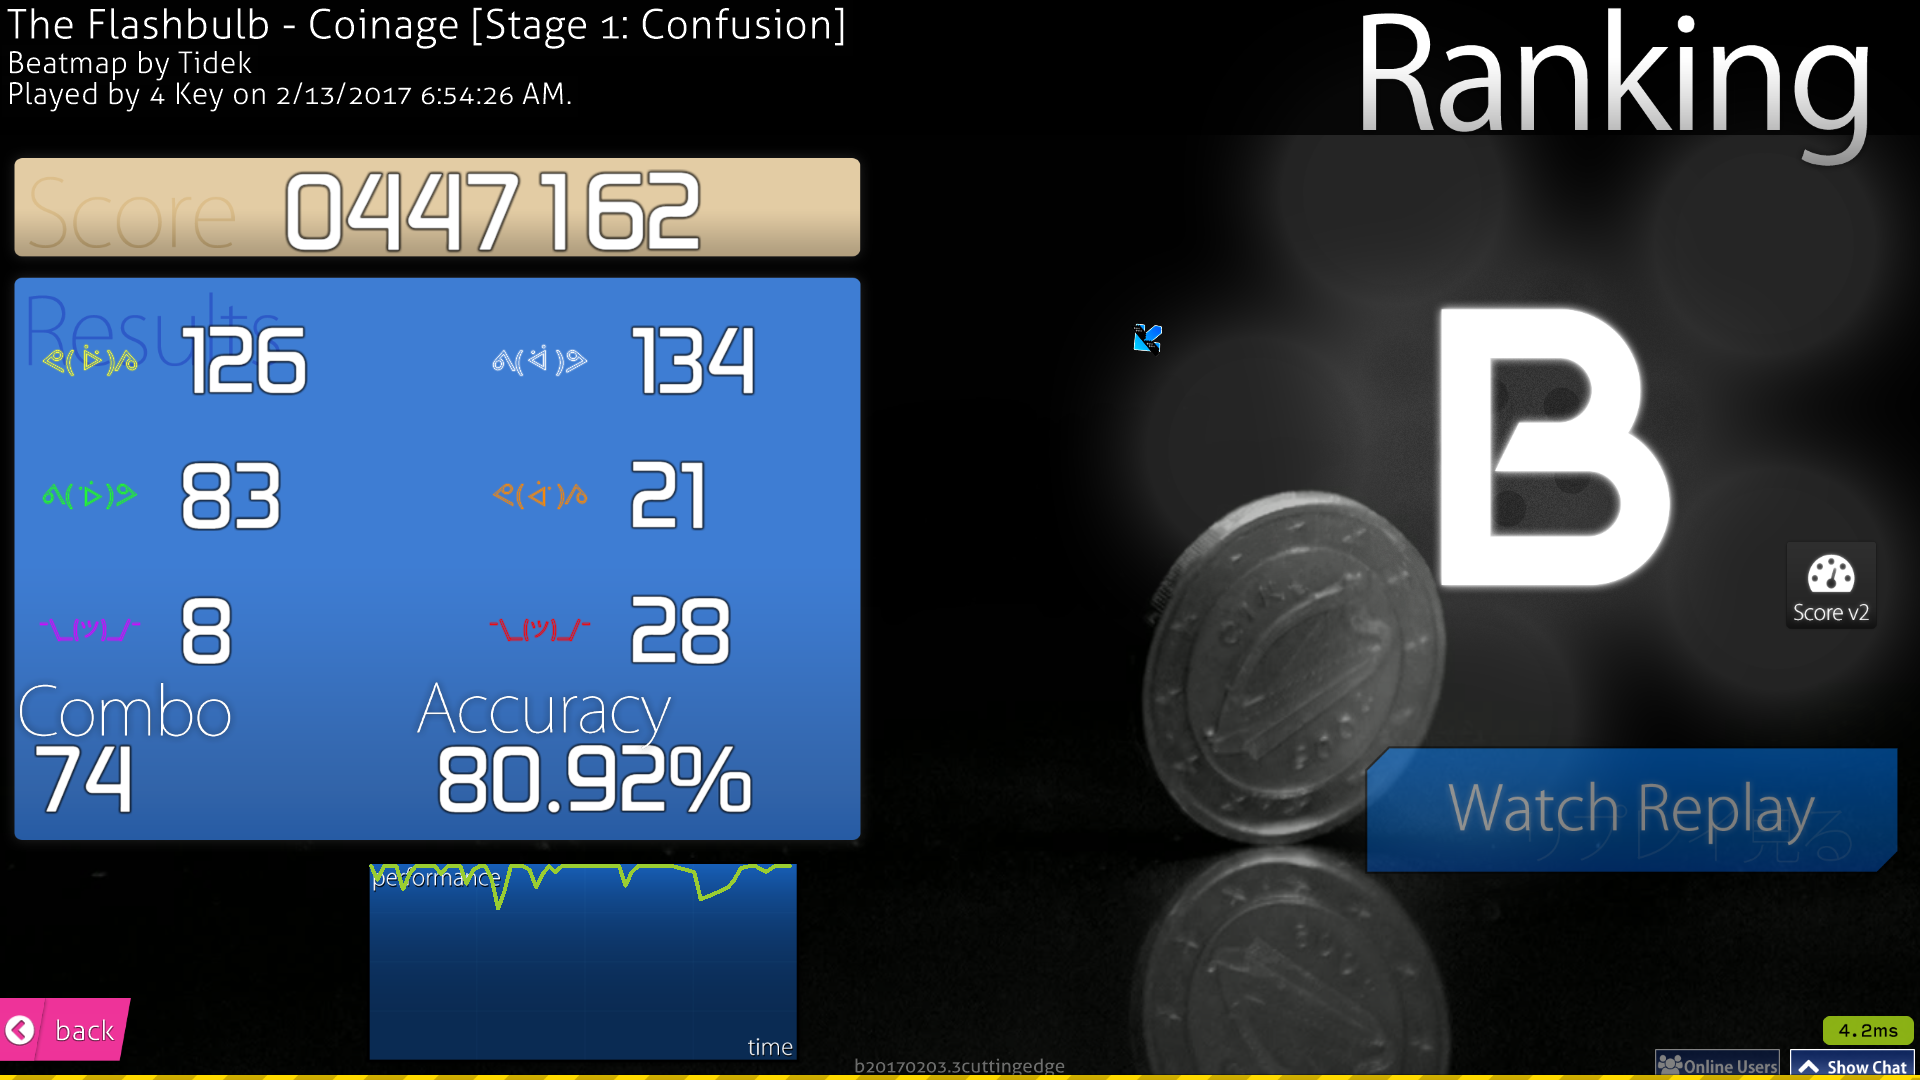 The Flashbulb - Coinage [Stage 1: Confusion]
Beatmap by Tidek
Played by 4 Key on 2/13/2017 6:54:26 AM.
Ranking
Score 0447162
Results
126 134
83 21
¯\_(ツ)_/¯ 8 ¯\_(ツ)_/¯ 28
Combo Accuracy
74 80.92%
B
Score v2
Watch Replay
performance
time
back
b20170203.3cuttingedge
4.2ms
Online Users
Show Chat